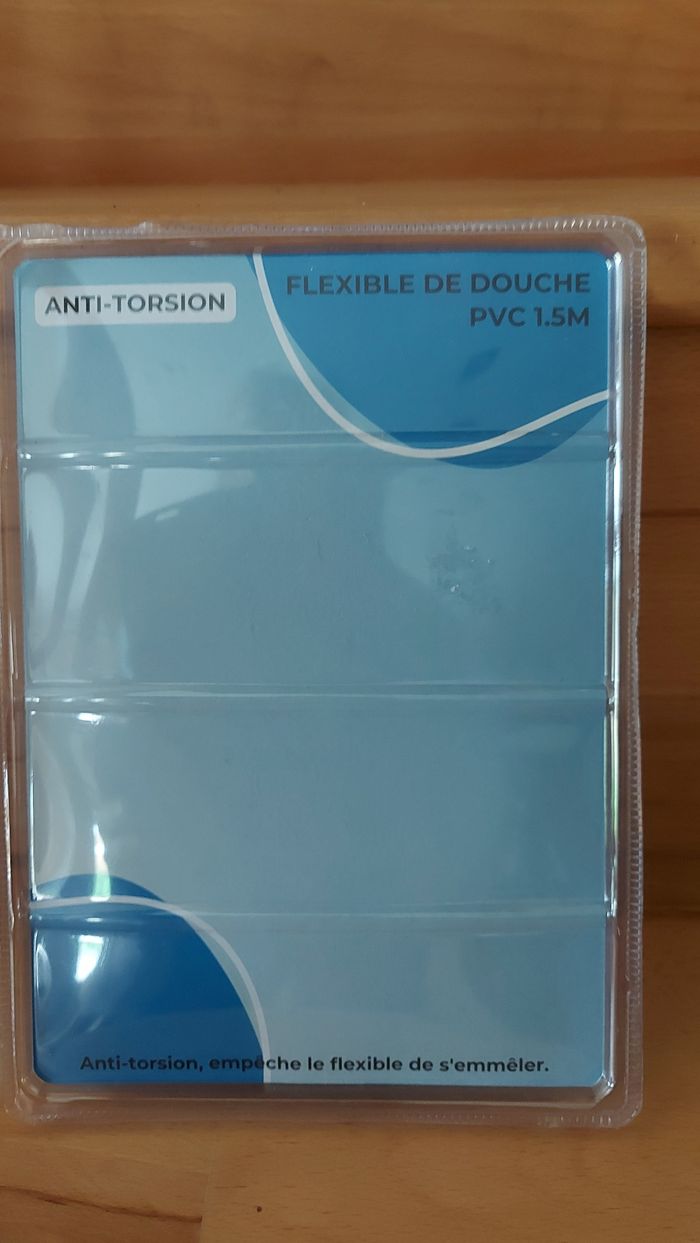 ANTI-TORSION
FLEXIBLE DE DOUCHE
PVC 1.5M
Anti-torsion, empêche le flexible de s'emmêler.